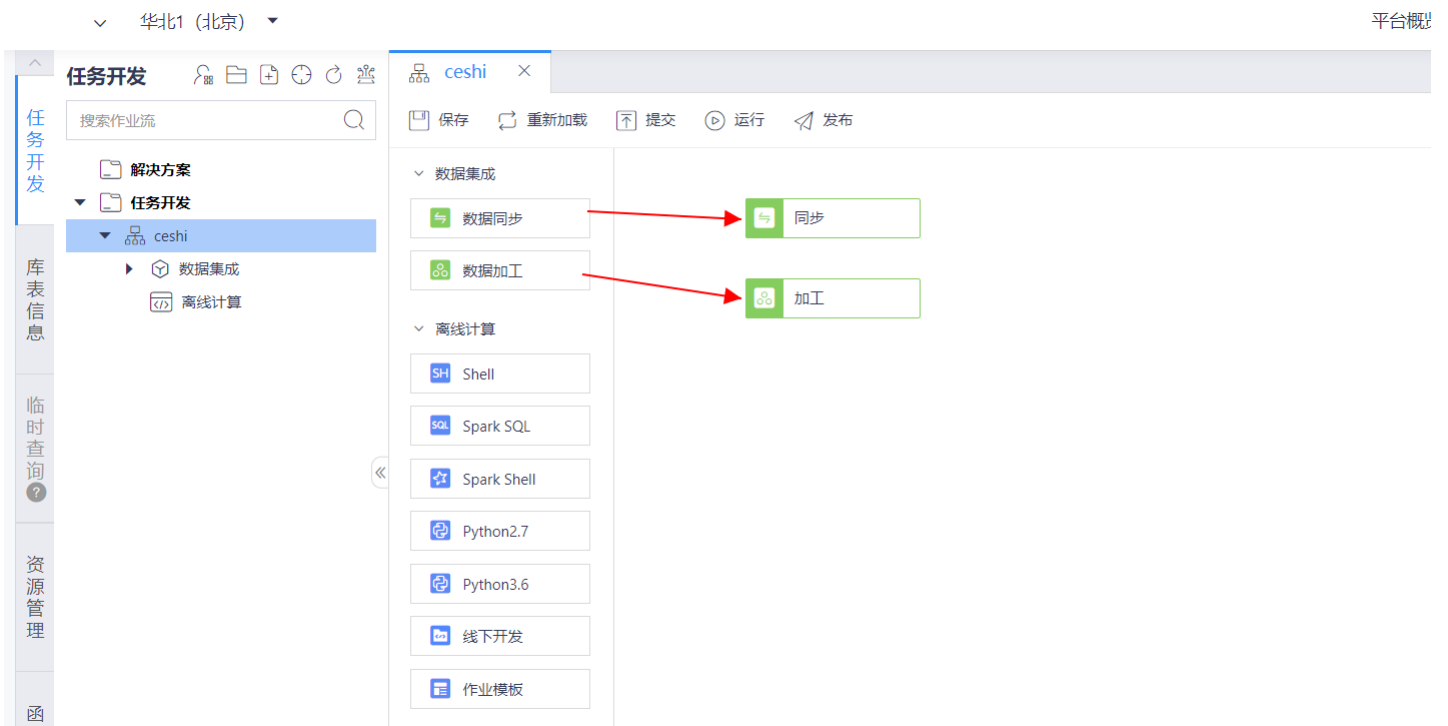 华北1（北京）
平台概览
任务开发
库表信息
临时查询
?
资源管理
函
任务开发
搜索作业流
解决方案
任务开发
ceshi
数据集成
离线计算
ceshi
保存 重新加载 提交 运行 发布
数据集成
数据同步
数据加工
离线计算
SH Shell
SQL Spark SQL
Spark Shell
Python2.7
Python3.6
线下开发
作业模板
同步
加工